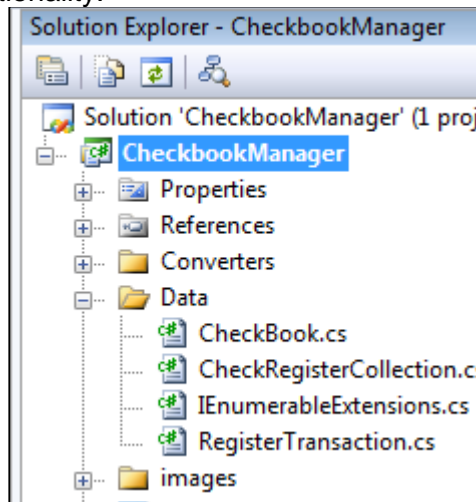 tionality.
Solution Explorer - CheckbookManager
Solution 'CheckbookManager' (1 proj
CheckbookManager
Properties
References
Converters
Data
CheckBook.cs
CheckRegisterCollection.c
IEnumerableExtensions.cs
RegisterTransaction.cs
images